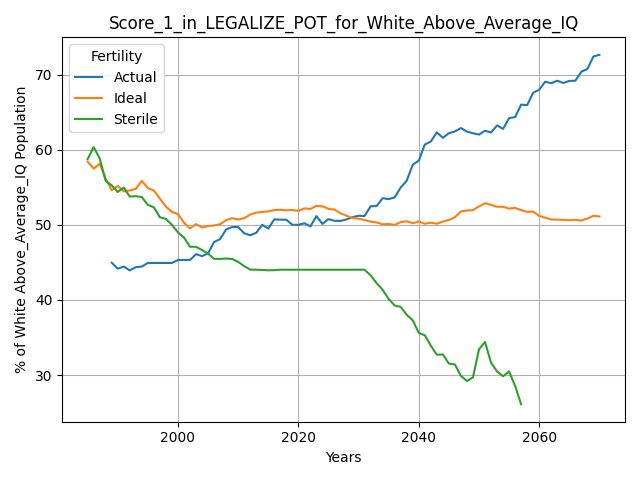 Score_1_in_LEGALIZE_POT_for_White_Above_Average_IQ
Fertility
Actual
Ideal
Sterile
% of White Above_Average_IQ Population
70
60
50
40
30
2000 2020 2040 2060
Years